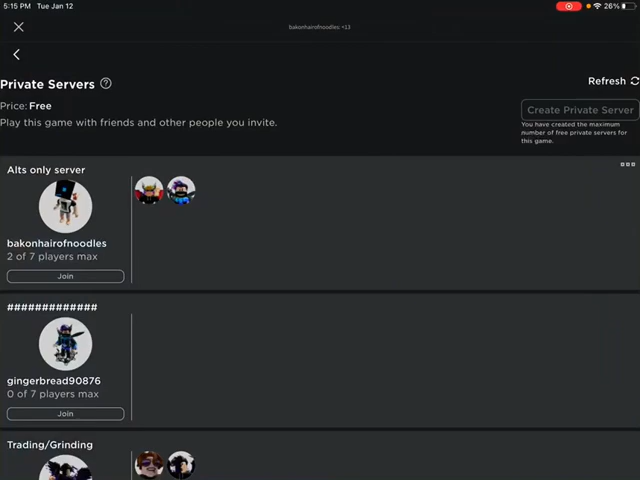 5:15 PM Tue Jan 12
26%
bakonhairofnoodles +13
Private Servers ?
Refresh
Price: Free
Create Private Server
Play this game with friends and other people you invite.
You have created the maximum
number of free private servers for
this game.
Alts only server
bakonhairofnoodles
2 of 7 players max
Join
#############
gingerbread90876
0 of 7 players max
Join
Trading/Grinding